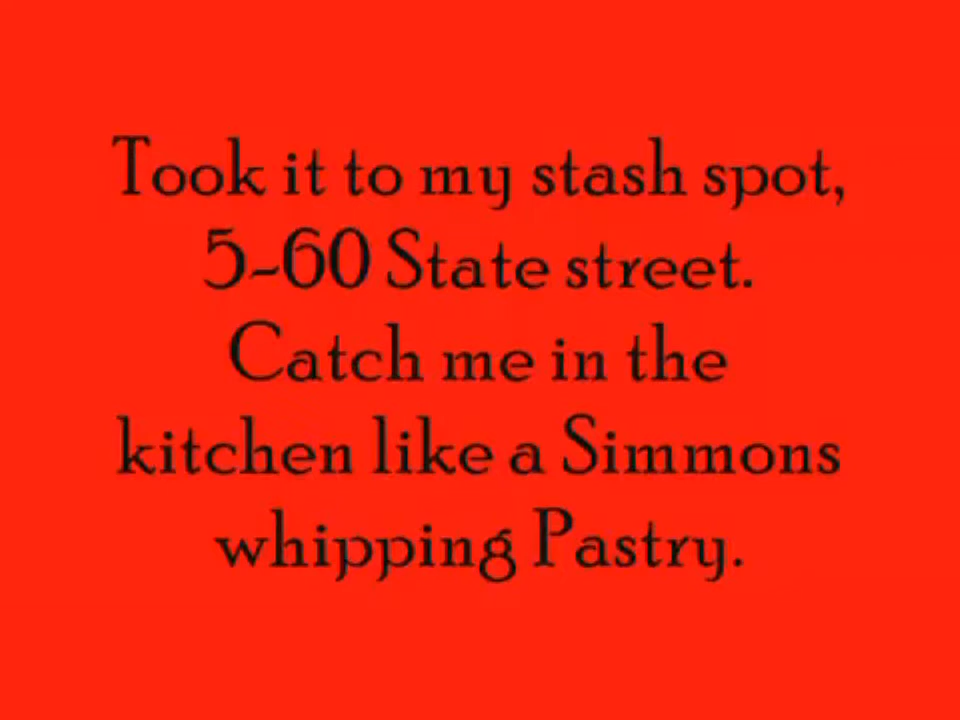 Took it to my stash spot,
5-60 State street.
Catch me in the
kitchen like a Simmons
whipping Pastry.